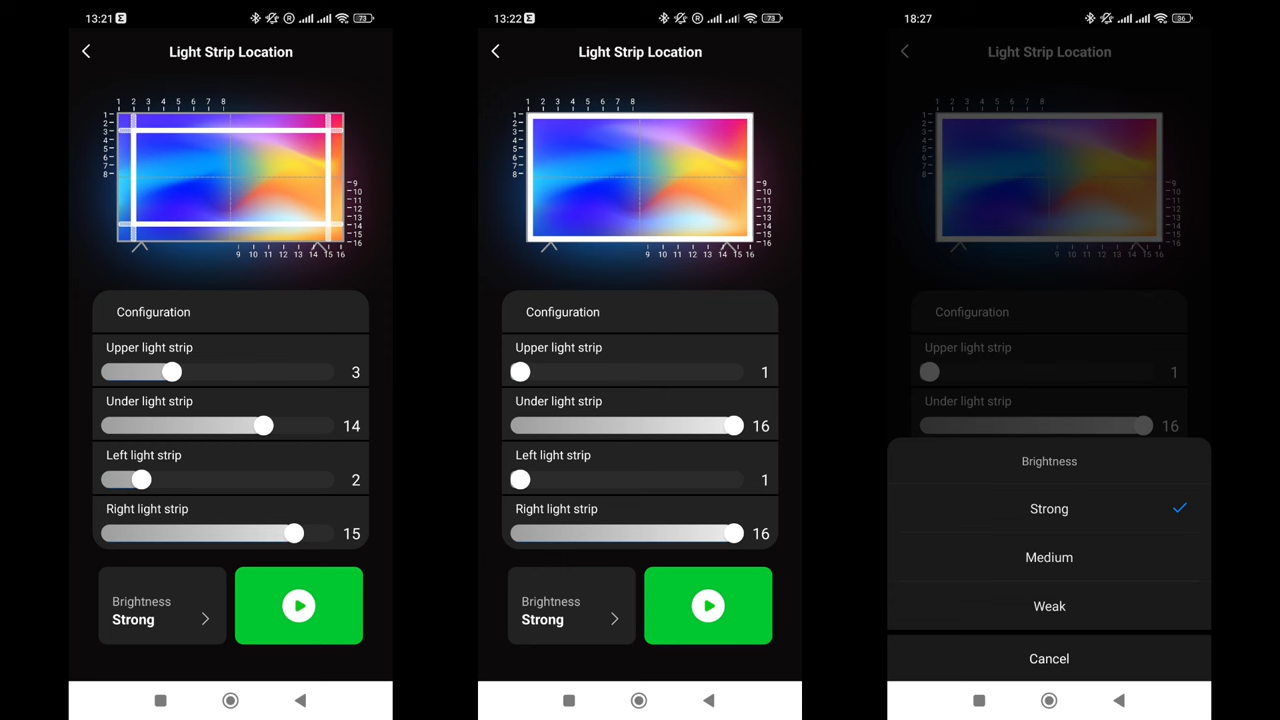 13:21 Σ
R
73
Light Strip Location
1 2 3 4 5 6 7 8
1
2
3
4
5
6
7
8
9
10
11
12
13
14
15
16
9 10 11 12 13 14 15 16
Configuration
Upper light strip
3
Under light strip
14
Left light strip
2
Right light strip
15
Brightness
Strong
13:22 Σ
R
73
Light Strip Location
1 2 3 4 5 6 7 8
1
2
3
4
5
6
7
8
9
10
11
12
13
14
15
16
9 10 11 12 13 14 15 16
Configuration
Upper light strip
1
Under light strip
16
Left light strip
1
Right light strip
16
Brightness
Strong
18:27
36
Light Strip Location
1 2 3 4 5 6 7 8
1
2
3
4
5
6
7
8
9
10
11
12
13
14
15
16
9 10 11 12 13 14 15 16
Configuration
Upper light strip
1
Under light strip
16
Brightness
Strong
Medium
Weak
Cancel